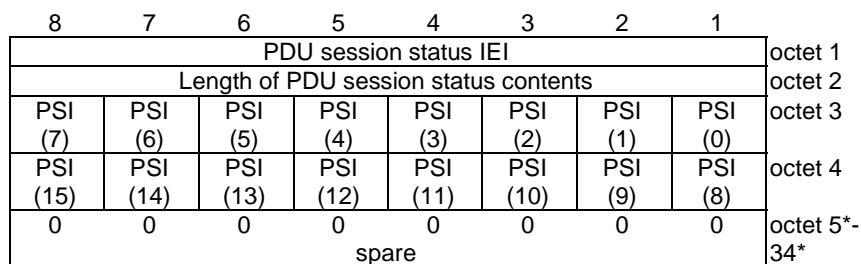 8 7 6 5 4 3 2 1
PDU session status IEI octet 1
Length of PDU session status contents octet 2
PSI PSI PSI PSI PSI PSI PSI PSI octet 3
(7) (6) (5) (4) (3) (2) (1) (0)
PSI PSI PSI PSI PSI PSI PSI PSI octet 4
(15) (14) (13) (12) (11) (10) (9) (8)
0 0 0 0 0 0 0 0 octet 5*-
spare 34*